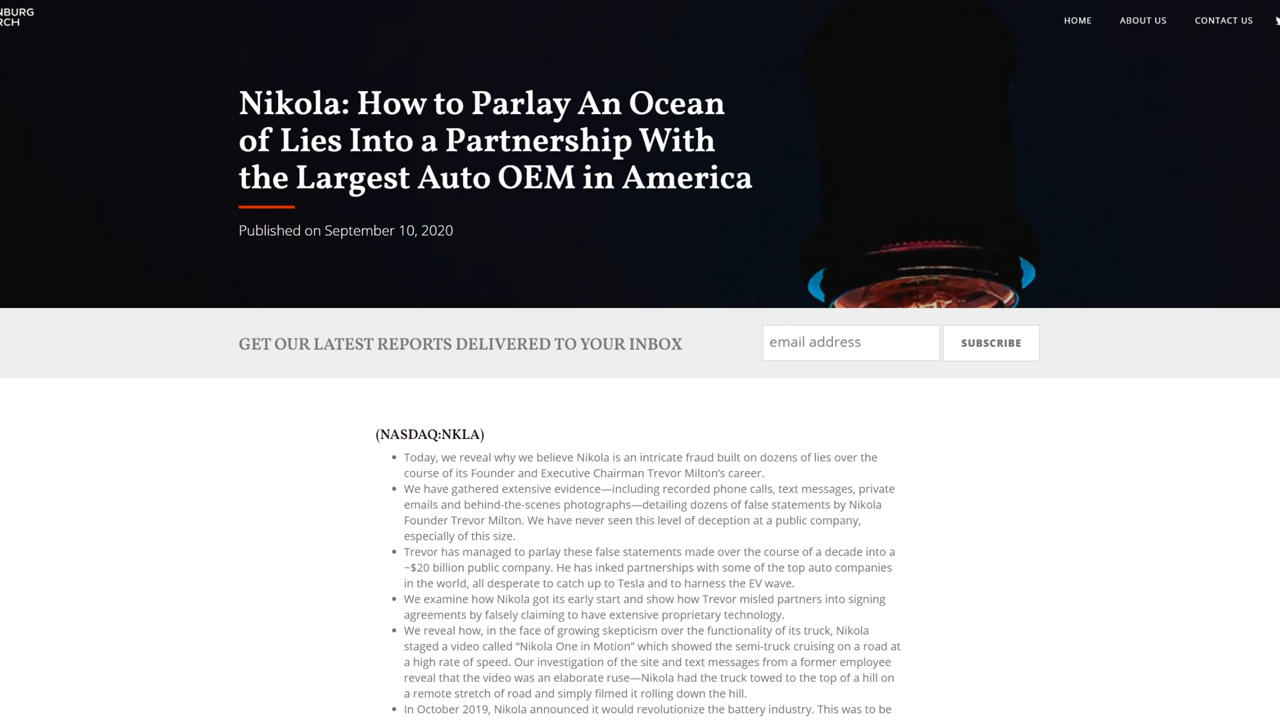 NBURG
RCH
HOME ABOUT US CONTACT US
Nikola: How to Parlay An Ocean
of Lies Into a Partnership With
the Largest Auto OEM in America
Published on September 10, 2020
GET OUR LATEST REPORTS DELIVERED TO YOUR INBOX
email address
SUBSCRIBE
(NASDAQ:NKLA)
• Today, we reveal why we believe Nikola is an intricate fraud built on dozens of lies over the
course of its Founder and Executive Chairman Trevor Milton’s career.
• We have gathered extensive evidence—including recorded phone calls, text messages, private
emails and behind-the-scenes photographs—detailing dozens of false statements by Nikola
Founder Trevor Milton. We have never seen this level of deception at a public company,
especially of this size.
• Trevor has managed to parlay these false statements made over the course of a decade into a
~$20 billion public company. He has inked partnerships with some of the top auto companies
in the world, all desperate to catch up to Tesla and to harness the EV wave.
• We examine how Nikola got its early start and show how Trevor misled partners into signing
agreements by falsely claiming to have extensive proprietary technology.
• We reveal how, in the face of growing skepticism over the functionality of its truck, Nikola
staged a video called “Nikola One in Motion” which showed the semi-truck cruising on a road at
a high rate of speed. Our investigation of the site and text messages from a former employee
reveal that the video was an elaborate ruse—Nikola had the truck towed to the top of a hill on
a remote stretch of road and simply filmed it rolling down the hill.
• In October 2019, Nikola announced it would revolutionize the battery industry. This was to be